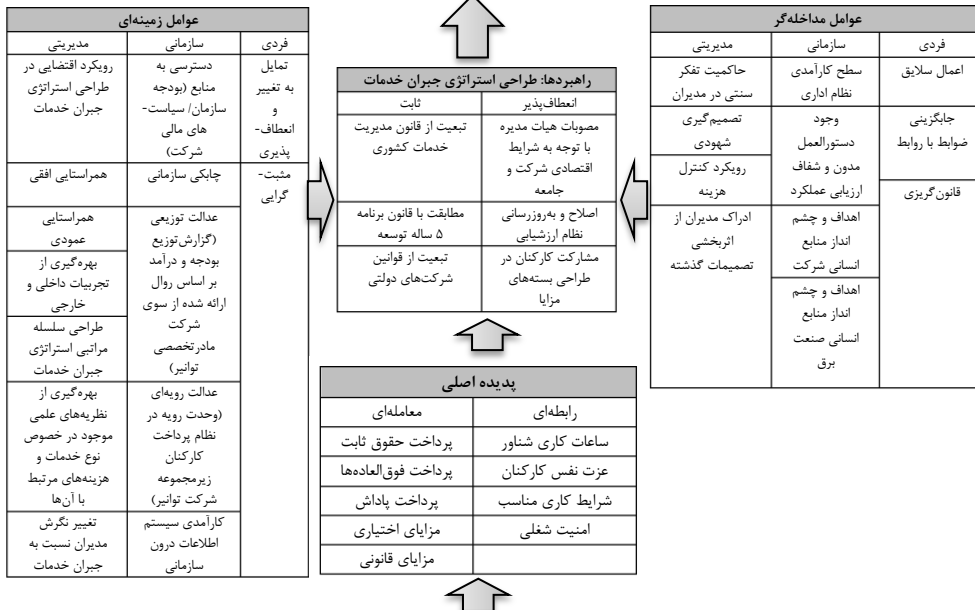 عوامل مداخله‌گر
فردی
سازمانی
مدیریتی
اعمال سلایق
جابگزینی
ضوابط با روابط
قانون‌گریزی
سطح کارآمدی
نظام اداری
وجود
دستورالعمل
مدون و شفاف
ارزیابی عملکرد
اهداف و چشم
انداز منابع
انسانی شرکت
اهداف و چشم
انداز منابع
انسانی صنعت
برق
حاکمیت تفکر
سنتی در مدیران
تصمیم‌گیری
شهودی
رویکرد کنترل
هزینه
ادراک مدیران از
اثربخشی
تصمیمات گذشته
راهبردها: طراحی استراتژی جبران خدمات
انعطاف‌پذیر
ثابت
مصوبات هیات مدیره
با توجه به شرایط
اقتصادی شرکت و
جامعه
تبعیت از قانون مدیریت
خدمات کشوری
اصلاح و به‌روزرسانی
نظام ارزشیابی
مطابقت با قانون برنامه
۵ ساله توسعه
مشارکت کارکنان در
طراحی بسته‌های
مزایا
تبعیت از قوانین
شرکت‌های دولتی
پدیده اصلی
رابطه‌ای
معامله‌ای
ساعات کاری شناور
پرداخت حقوق ثابت
عزت نفس کارکنان
پرداخت فوق‌العاده‌ها
شرایط کاری مناسب
پرداخت پاداش
امنیت شغلی
مزایای اختیاری
مزایای قانونی
عوامل زمینه‌ای
فردی
سازمانی
مدیریتی
تمایل
به تغییر
و
انعطاف-
پذیری
مثبت-
گرایی
دسترسی به
منابع (بودجه
سازمان/ سیاست-
های مالی
شرکت)
چابکی سازمانی
عدالت توزیعی
(گزارش‌توزیع
بودجه و درآمد
بر اساس روال
ارائه شده از سوی
شرکت
مادرتخصصی
توانیر)
عدالت رویه‌ای
(وحدت رویه در
نظام پرداخت
کارکنان
زیرمجموعه
شرکت توانیر)
کارآمدی سیستم
اطلاعات درون
سازمانی
رویکرد اقتضایی در
طراحی استراتژی
جبران خدمات
همراستایی افقی
همراستایی
عمودی
بهره‌گیری از
تجربیات داخلی و
خارجی
طراحی سلسله
مراتبی استراتژی
جبران خدمات
بهره‌گیری از
نظریه‌های علمی
موجود در خصوص
نوع خدمات و
هزینه‌های مرتبط
با آن‌ها
تغییر نگرش
مدیران نسبت به
جبران خدمات